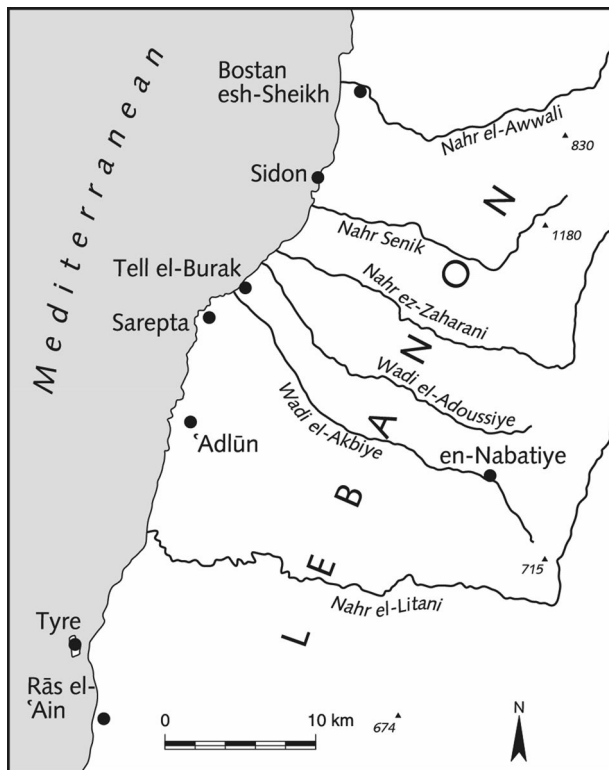 Mediterranean
Bostan
esh-Sheikh
Nahr el-Awwali
830
Sidon
Nahr Senik
1180
Tell el-Burak
Nahr ez-Zaharani
Sarepta
Wadi el-Adoussiye
Wadi el-Akbiye
ʿAdlūn
en-Nabatiye
LEBANON
715
Nahr el-Litani
Tyre
Rās el-
ʿAin
0 10 km
674
N